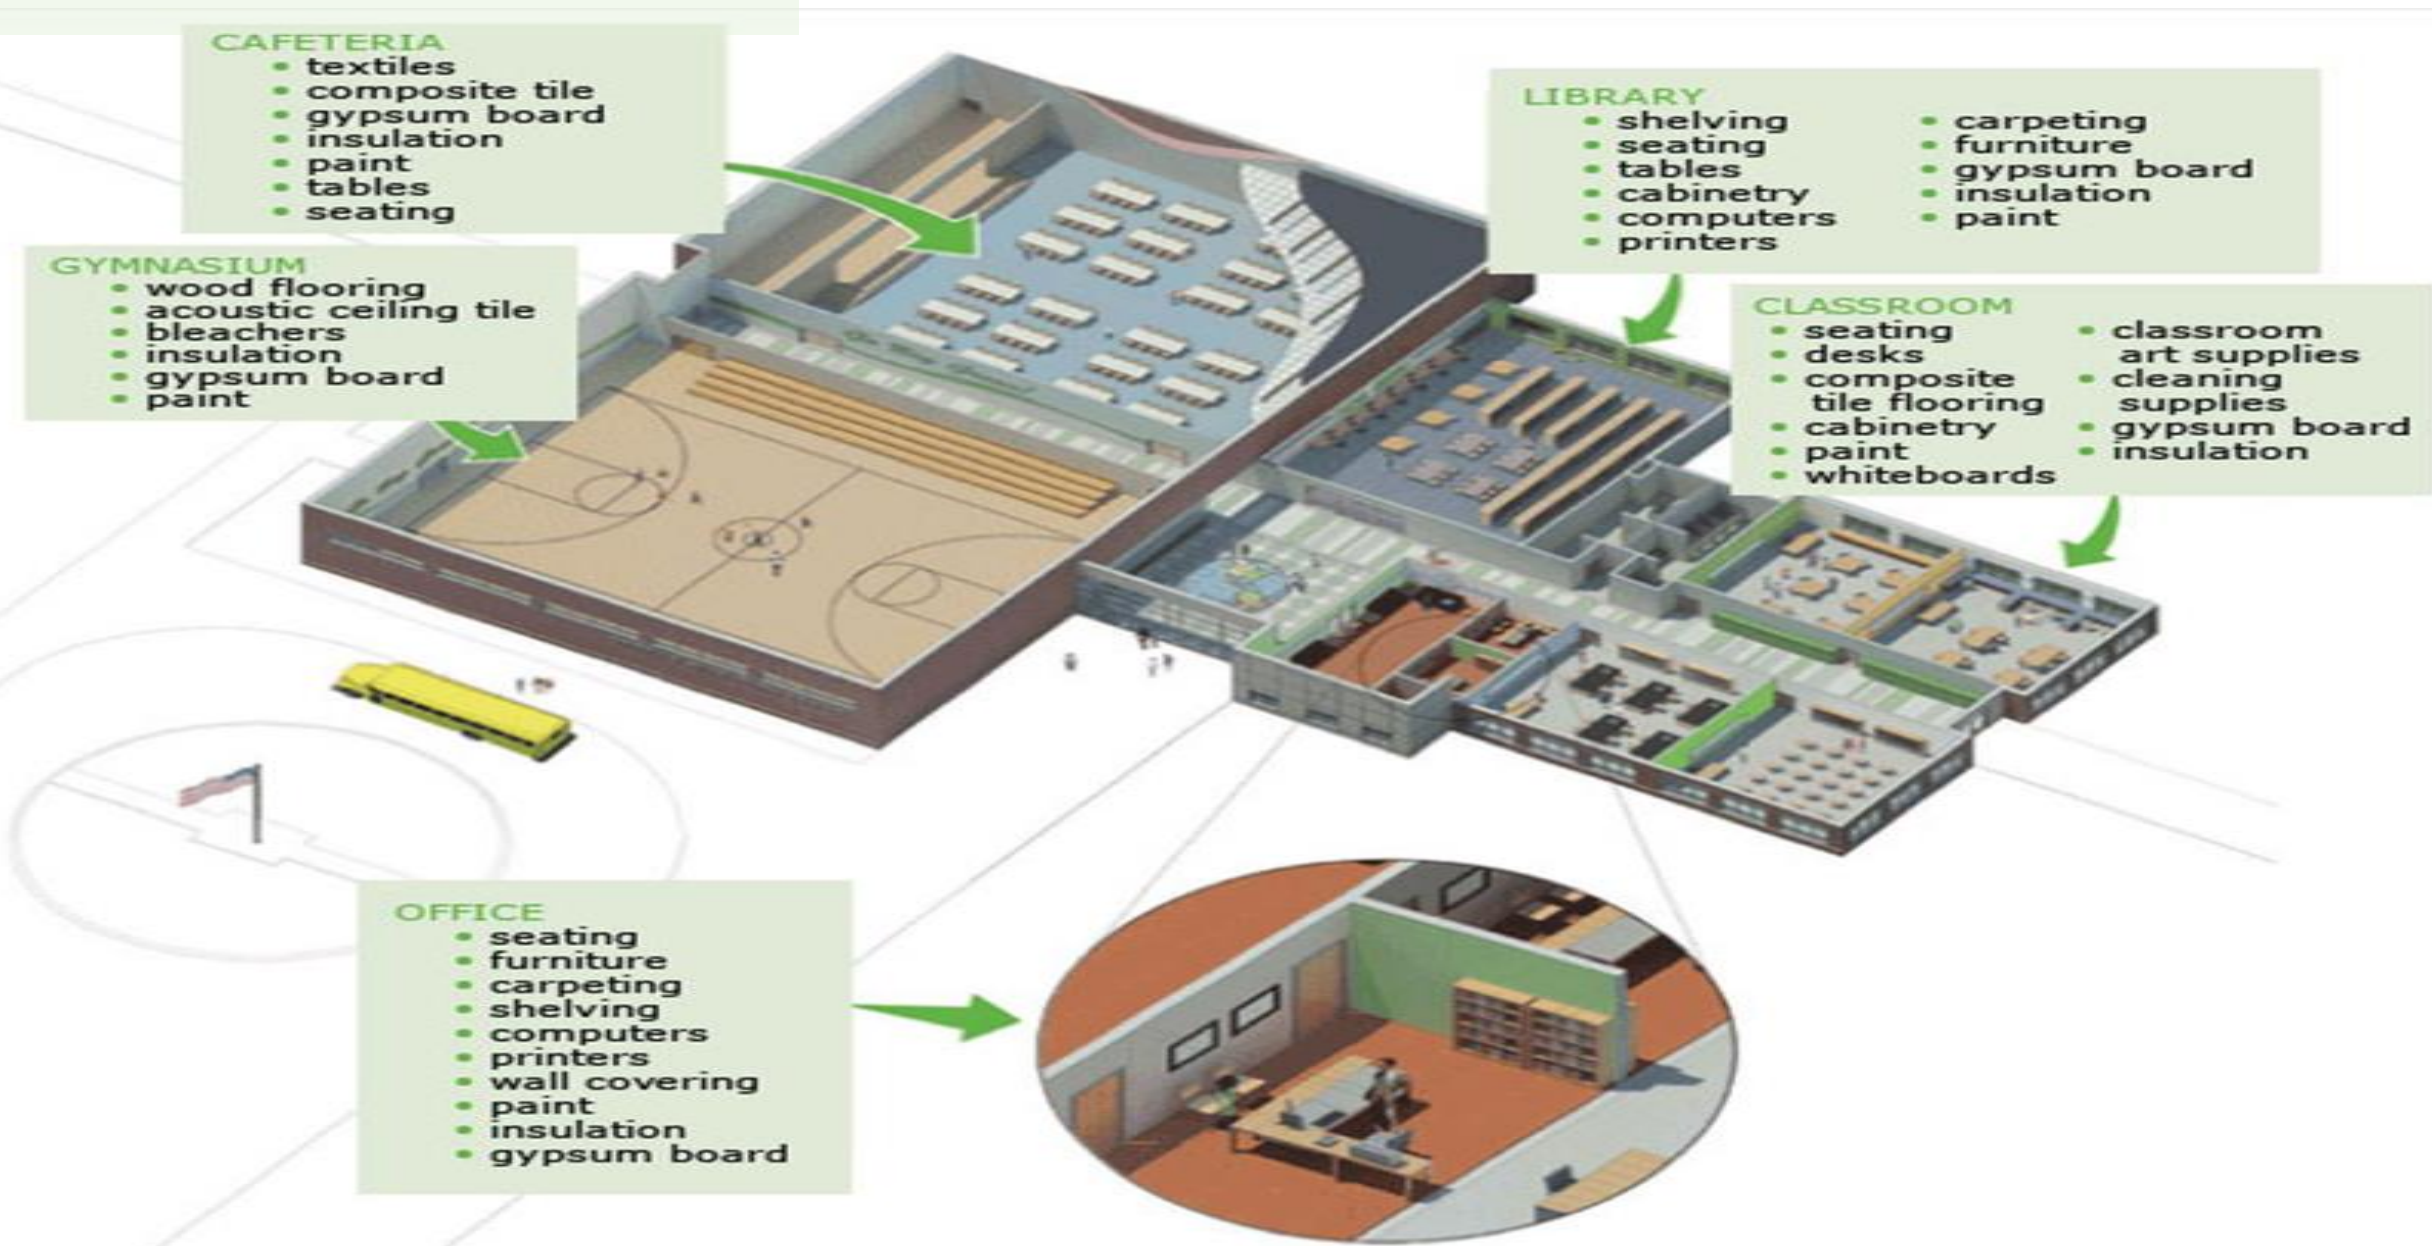 CAFETERIA
textiles
composite tile
gypsum board
insulation
paint
tables
seating
GYMNASIUM
wood flooring
acoustic ceiling tile
bleachers
insulation
gypsum board
paint
LIBRARY
shelving
seating
tables
cabinetry
computers
printers
carpeting
furniture
gypsum board
insulation
paint
CLASSROOM
seating
desks
composite
tile flooring
cabinetry
paint
whiteboards
classroom
art supplies
cleaning
supplies
gypsum board
insulation
OFFICE
seating
furniture
carpeting
shelving
computers
printers
wall covering
paint
insulation
gypsum board